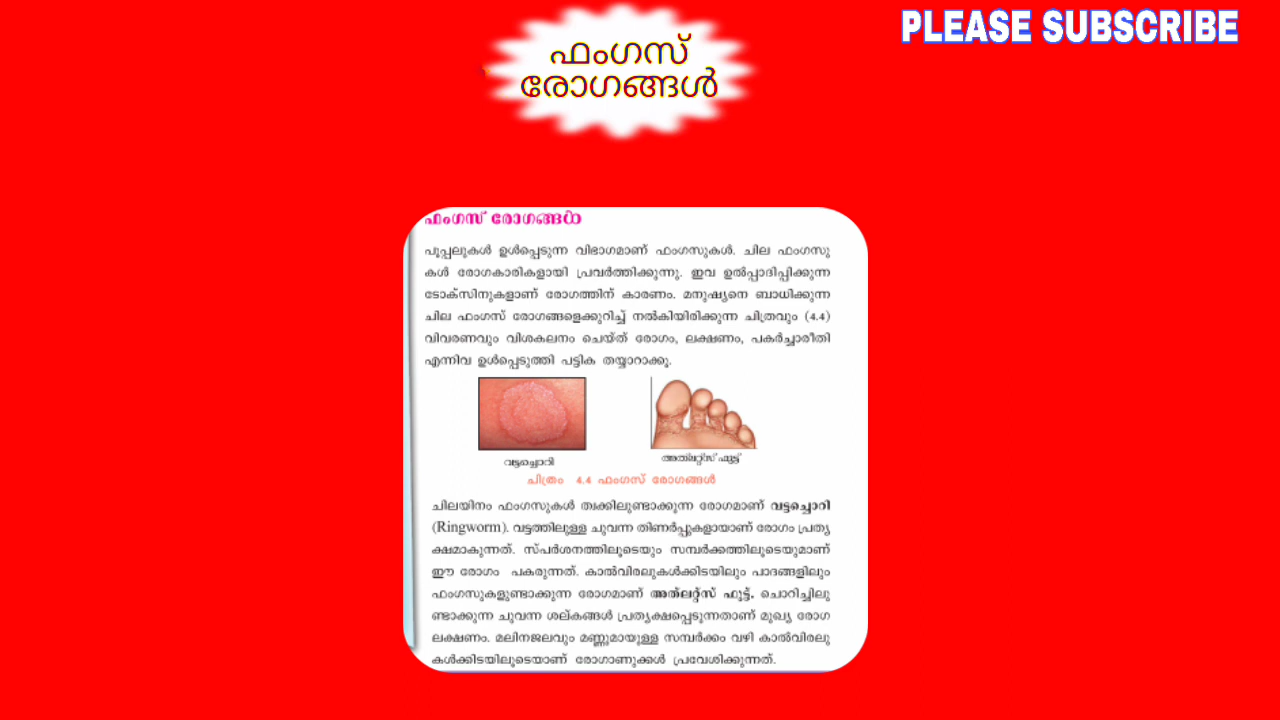 ഫംഗസ്
രോഗങ്ങൾ
PLEASE SUBSCRIBE
ഫംഗസ് രോഗങ്ങൾ
പൂപ്പലുകൾ ഉൾപ്പെടുന്ന വിഭാഗമാണ് ഫംഗസുകൾ. ചില ഫംഗസു
കൾ രോഗകാരികളായി പ്രവർത്തിക്കുന്നു. ഇവ ഉൽപ്പാദിപ്പിക്കുന്ന
ടോക്സിനുകളാണ് രോഗത്തിന് കാരണം. മനുഷ്യനെ ബാധിക്കുന്ന
ചില ഫംഗസ് രോഗങ്ങളെക്കുറിച്ച് നൽകിയിരിക്കുന്ന ചിത്രവും (4.4)
വിവരണവും വിശകലനം ചെയ്ത് രോഗം, ലക്ഷണം, പകർച്ചാരീതി
എന്നിവ ഉൾപ്പെടുത്തി പട്ടിക തയ്യാറാക്കൂ.
വട്ടച്ചൊറി
അത്‌ലറ്റ്സ് ഫൂട്ട്
ചിത്രം 4.4 ഫംഗസ് രോഗങ്ങൾ
ചിലയിനം ഫംഗസുകൾ ത്വക്കിലുണ്ടാക്കുന്ന രോഗമാണ് വട്ടച്ചൊറി
(Ringworm). വട്ടത്തിലുള്ള ചുവന്ന തിണർപ്പുകളായാണ് രോഗം പ്രത്യ
ക്ഷമാകുന്നത്. സ്പർശനത്തിലൂടെയും സമ്പർക്കത്തിലൂടെയുമാണ്
ഈ രോഗം പകരുന്നത്. കാൽവിരലുകൾക്കിടയിലും പാദങ്ങളിലും
ഫംഗസുകളുണ്ടാക്കുന്ന രോഗമാണ് അത്‌ലറ്റ്സ് ഫൂട്ട്. ചൊറിച്ചിലു
ണ്ടാക്കുന്ന ചുവന്ന ശല്കങ്ങൾ പ്രത്യക്ഷപ്പെടുന്നതാണ് മുഖ്യ രോഗ
ലക്ഷണം. മലിനജലവും മണ്ണുമായുള്ള സമ്പർക്കം വഴി കാൽവിരലു
കൾക്കിടയിലൂടെയാണ് രോഗാണുക്കൾ പ്രവേശിക്കുന്നത്.